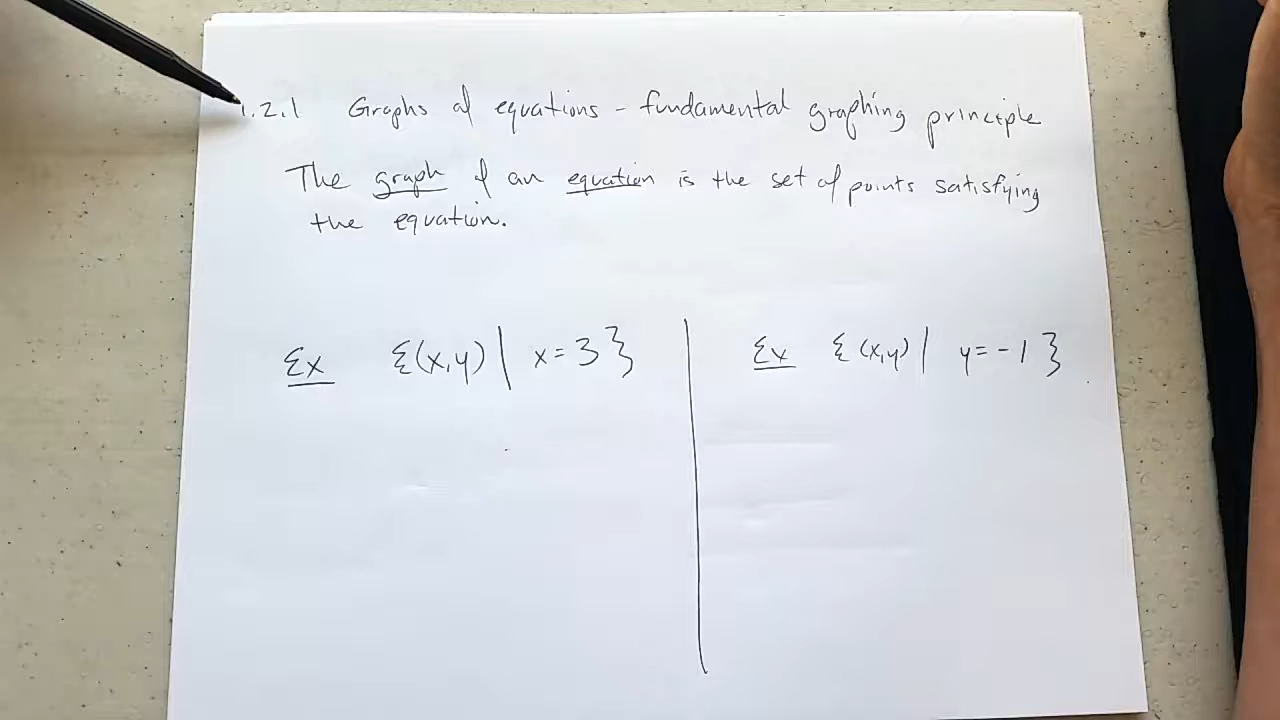 1.2.1 Graphs of equations - fundamental graphing principle
The graph of an equation is the set of points satisfying
the equation.
Ex {(x,y) | x = 3}
Ex {(x,y) | y = -1}